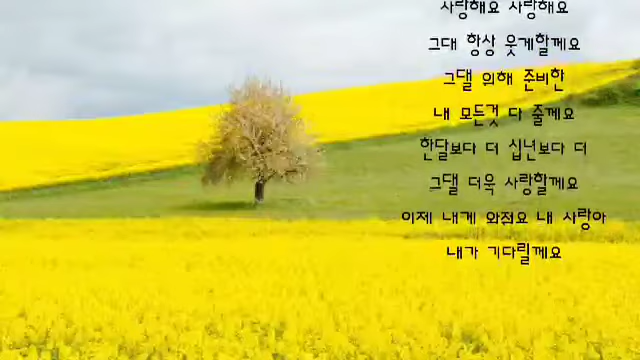 사랑해요 사랑해요
그대 항상 웃게할께요
그댈 위해 준비한
내 모든것 다 줄께요
한달보다 더 십년보다 더
그댈 더욱 사랑할께요
이제 내게 와줘요 내 사랑아
내가 기다릴께요